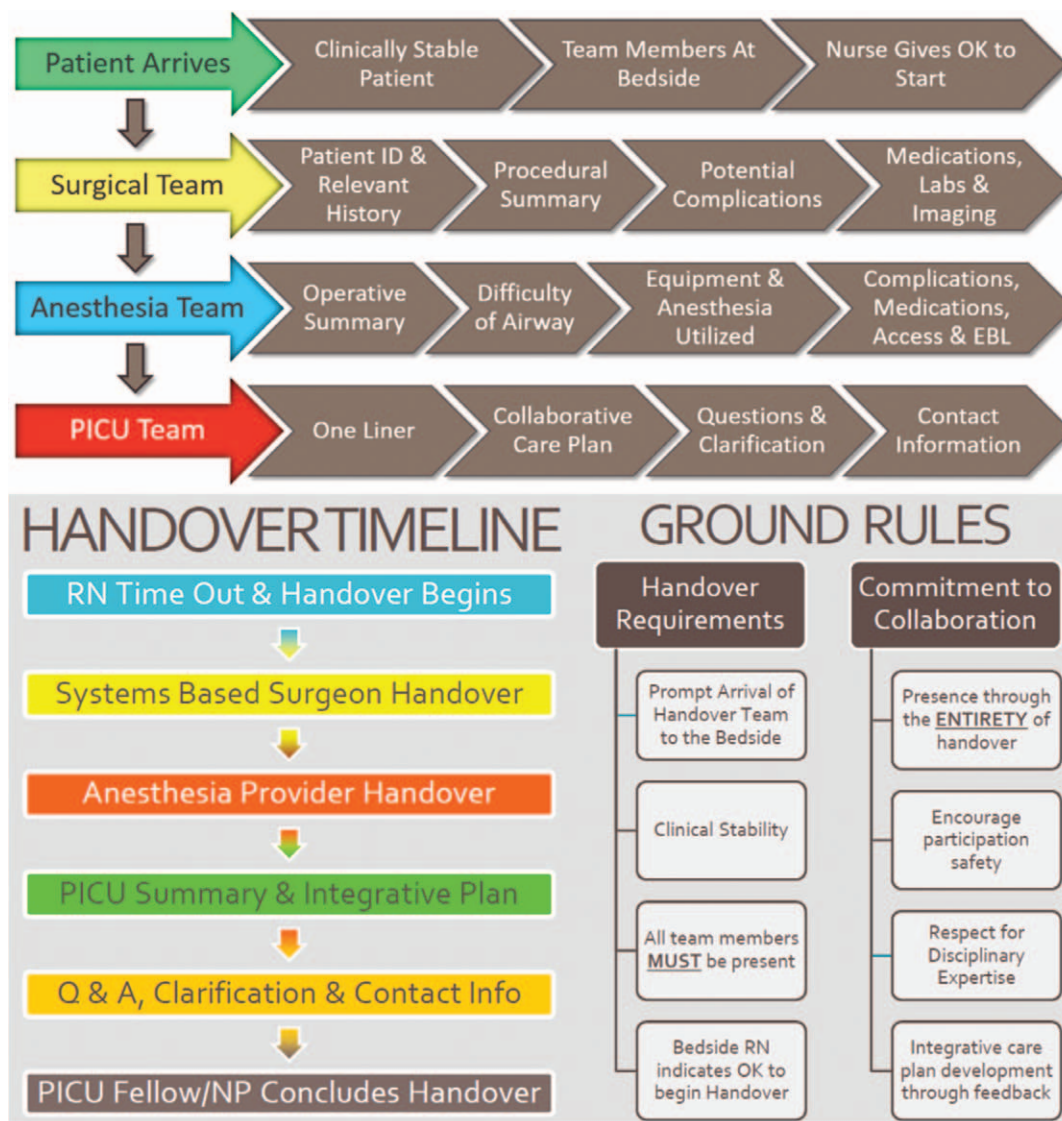 Patient Arrives
Clinically Stable
Patient
Team Members At
Bedside
Nurse Gives OK to
Start
Surgical Team
Patient ID &
Relevant
History
Procedural
Summary
Potential
Complications
Medications,
Labs &
Imaging
Anesthesia Team
Operative
Summary
Difficulty
of Airway
Equipment &
Anesthesia
Utilized
Complications,
Medications,
Access & EBL
PICU Team
One Liner
Collaborative
Care Plan
Questions &
Clarification
Contact
Information
HANDOVER TIMELINE
RN Time Out & Handover Begins
Systems Based Surgeon Handover
Anesthesia Provider Handover
PICU Summary & Integrative Plan
Q & A, Clarification & Contact Info
PICU Fellow/NP Concludes Handover
GROUND RULES
Handover
Requirements
Prompt Arrival of
Handover Team
to the Bedside
Clinical Stability
All team members
MUST be present
Bedside RN
indicates OK to
begin Handover
Commitment to
Collaboration
Presence through
the ENTIRETY of
handover
Encourage
participation
safety
Respect for
Disciplinary
Expertise
Integrative care
plan development
through feedback